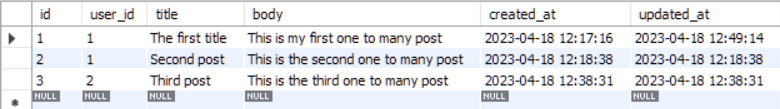 id user_id title body created_at updated_at
1 1 The first title This is my first one to many post 2023-04-18 12:17:16 2023-04-18 12:49:14
2 1 Second post This is the second one to many post 2023-04-18 12:18:38 2023-04-18 12:18:38
3 2 Third post This is the third one to many post 2023-04-18 12:38:31 2023-04-18 12:38:31
NULL NULL NULL NULL NULL NULL